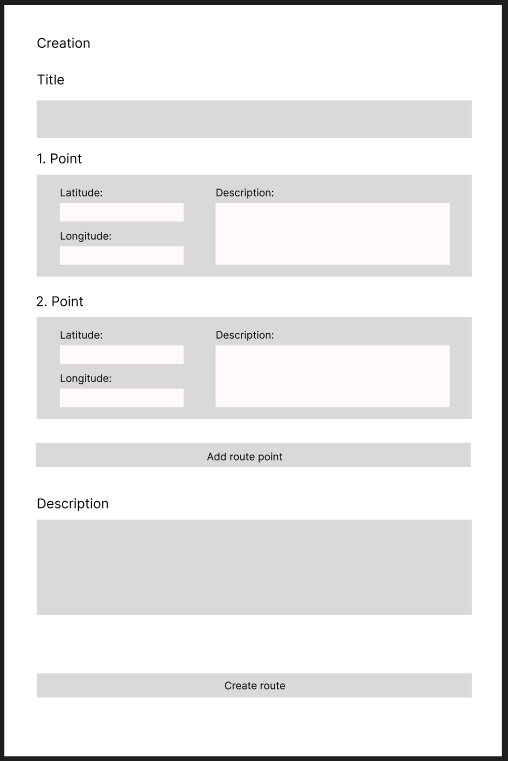 Creation
Title
1. Point
Latitude:
Description:
Longitude:
2. Point
Latitude:
Description:
Longitude:
Add route point
Description
Create route